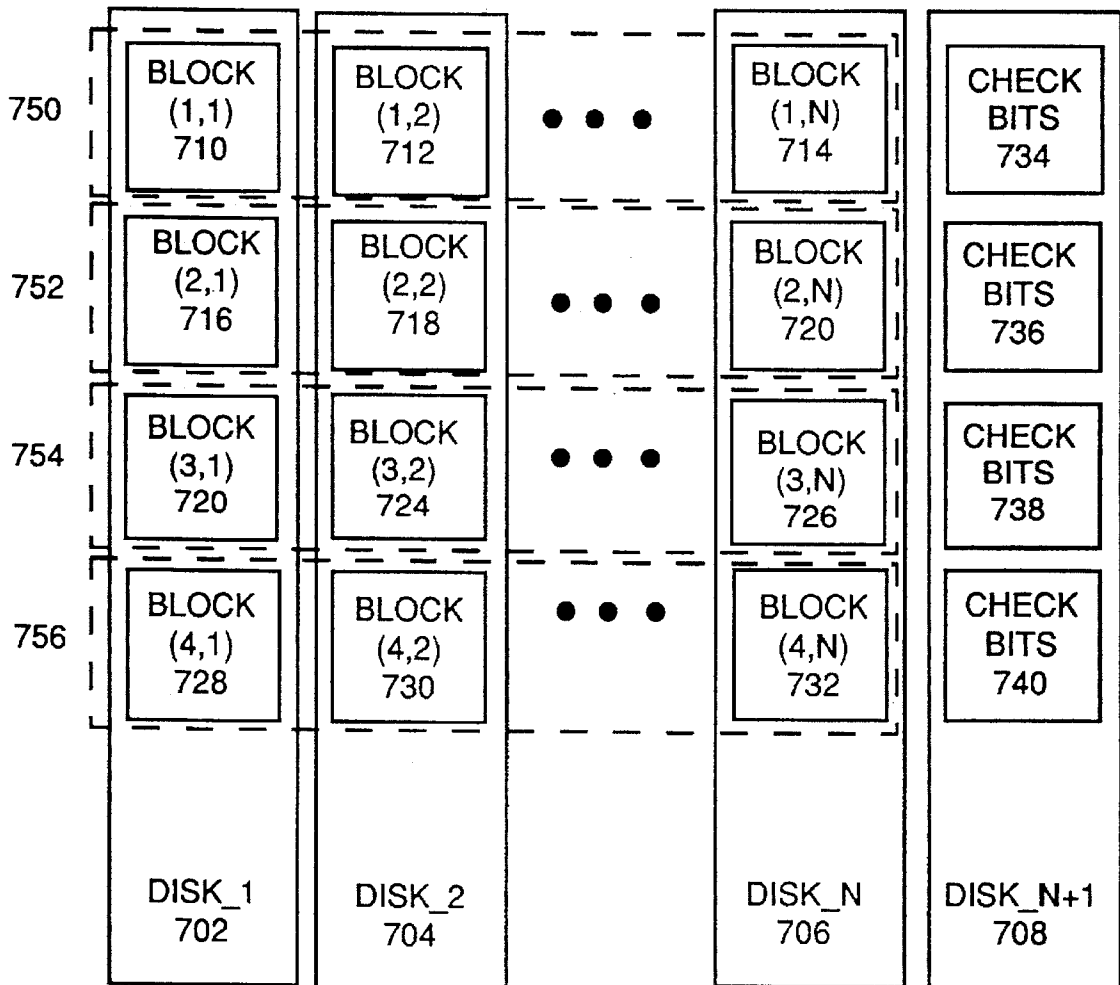 750
BLOCK
(1,1)
710
BLOCK
(1,2)
712
BLOCK
(1,N)
714
CHECK
BITS
734
752
BLOCK
(2,1)
716
BLOCK
(2,2)
718
BLOCK
(2,N)
720
CHECK
BITS
736
754
BLOCK
(3,1)
720
BLOCK
(3,2)
724
BLOCK
(3,N)
726
CHECK
BITS
738
756
BLOCK
(4,1)
728
BLOCK
(4,2)
730
BLOCK
(4,N)
732
CHECK
BITS
740
DISK_1
702
DISK_2
704
DISK_N
706
DISK_N+1
708